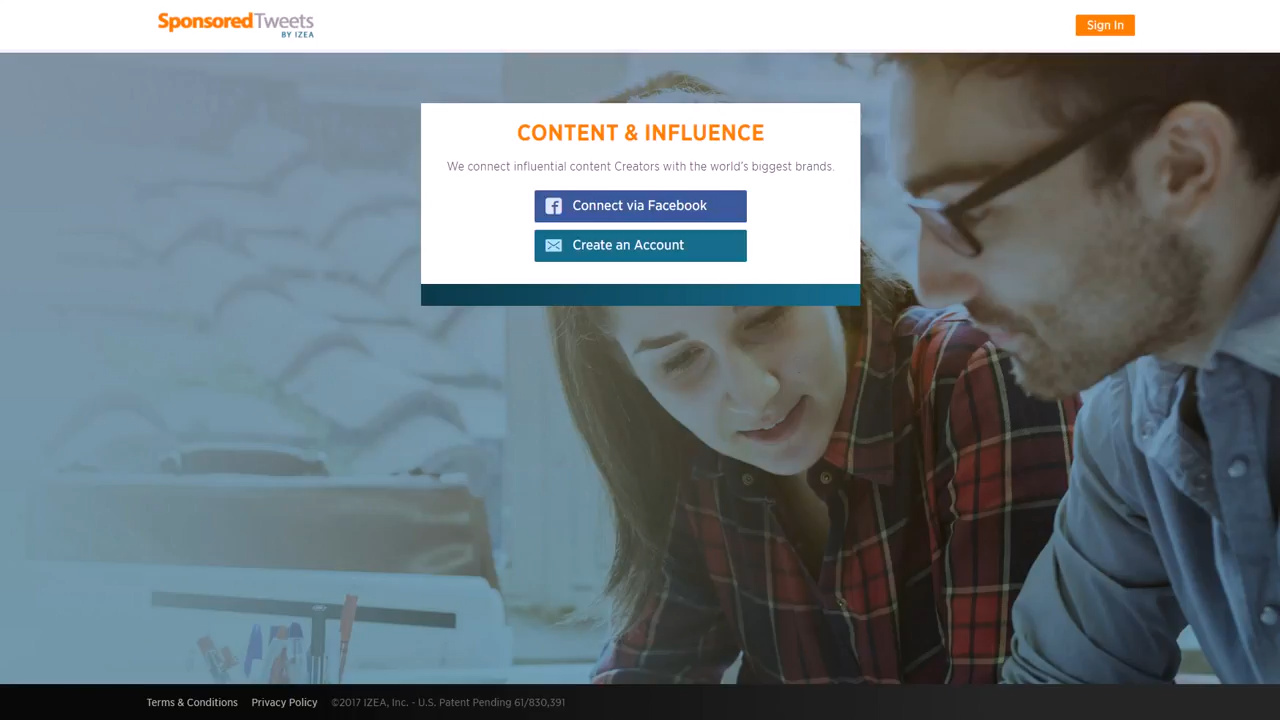 SponsoredTweets
BY IZEA
Sign In
CONTENT & INFLUENCE
We connect influential content Creators with the world's biggest brands.
Connect via Facebook
Create an Account
Terms & Conditions Privacy Policy ©2017 IZEA, Inc. - U.S. Patent Pending 61/830,391